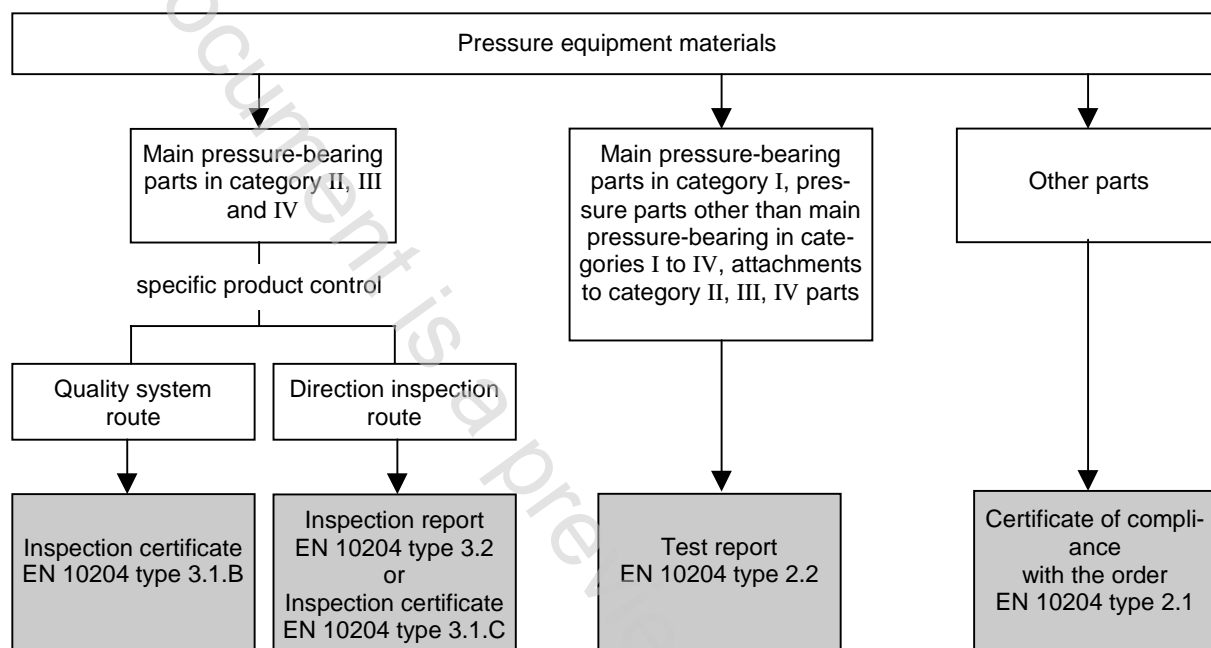 Pressure equipment materials
Main pressure-bearing
parts in category II, III
and IV
Main pressure-bearing
parts in category I, pres-
sure parts other than main
pressure-bearing in cate-
gories I to IV, attachments
to category II, III, IV parts
Other parts
specific product control
Quality system
route
Direction inspection
route
Inspection certificate
EN 10204 type 3.1.B
Inspection report
EN 10204 type 3.2
or
Inspection certificate
EN 10204 type 3.1.C
Test report
EN 10204 type 2.2
Certificate of compli-
ance
with the order
EN 10204 type 2.1
ocument is a previe